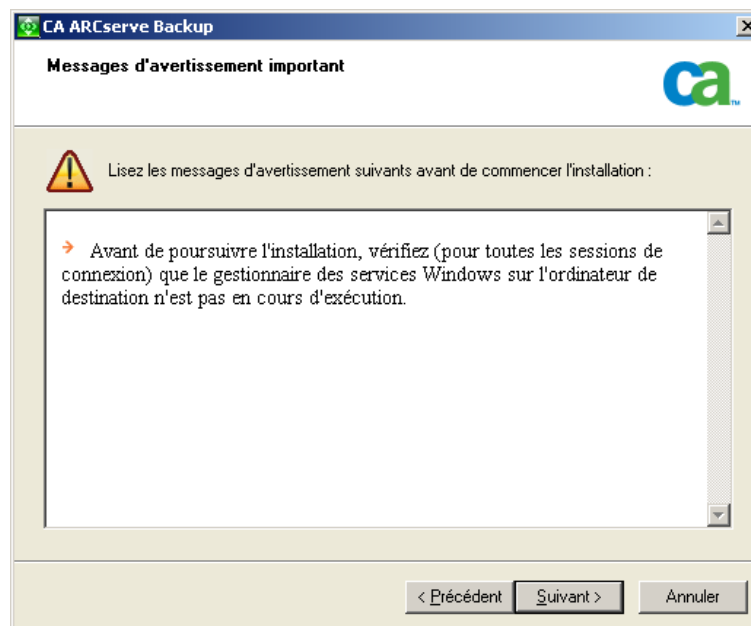 CA ARCserve Backup
Messages d'avertissement important
ca™
Lisez les messages d'avertissement suivants avant de commencer l'installation :
Avant de poursuivre l'installation, vérifiez (pour toutes les sessions de
connexion) que le gestionnaire des services Windows sur l'ordinateur de
destination n'est pas en cours d'exécution.
< Précédent
Suivant >
Annuler